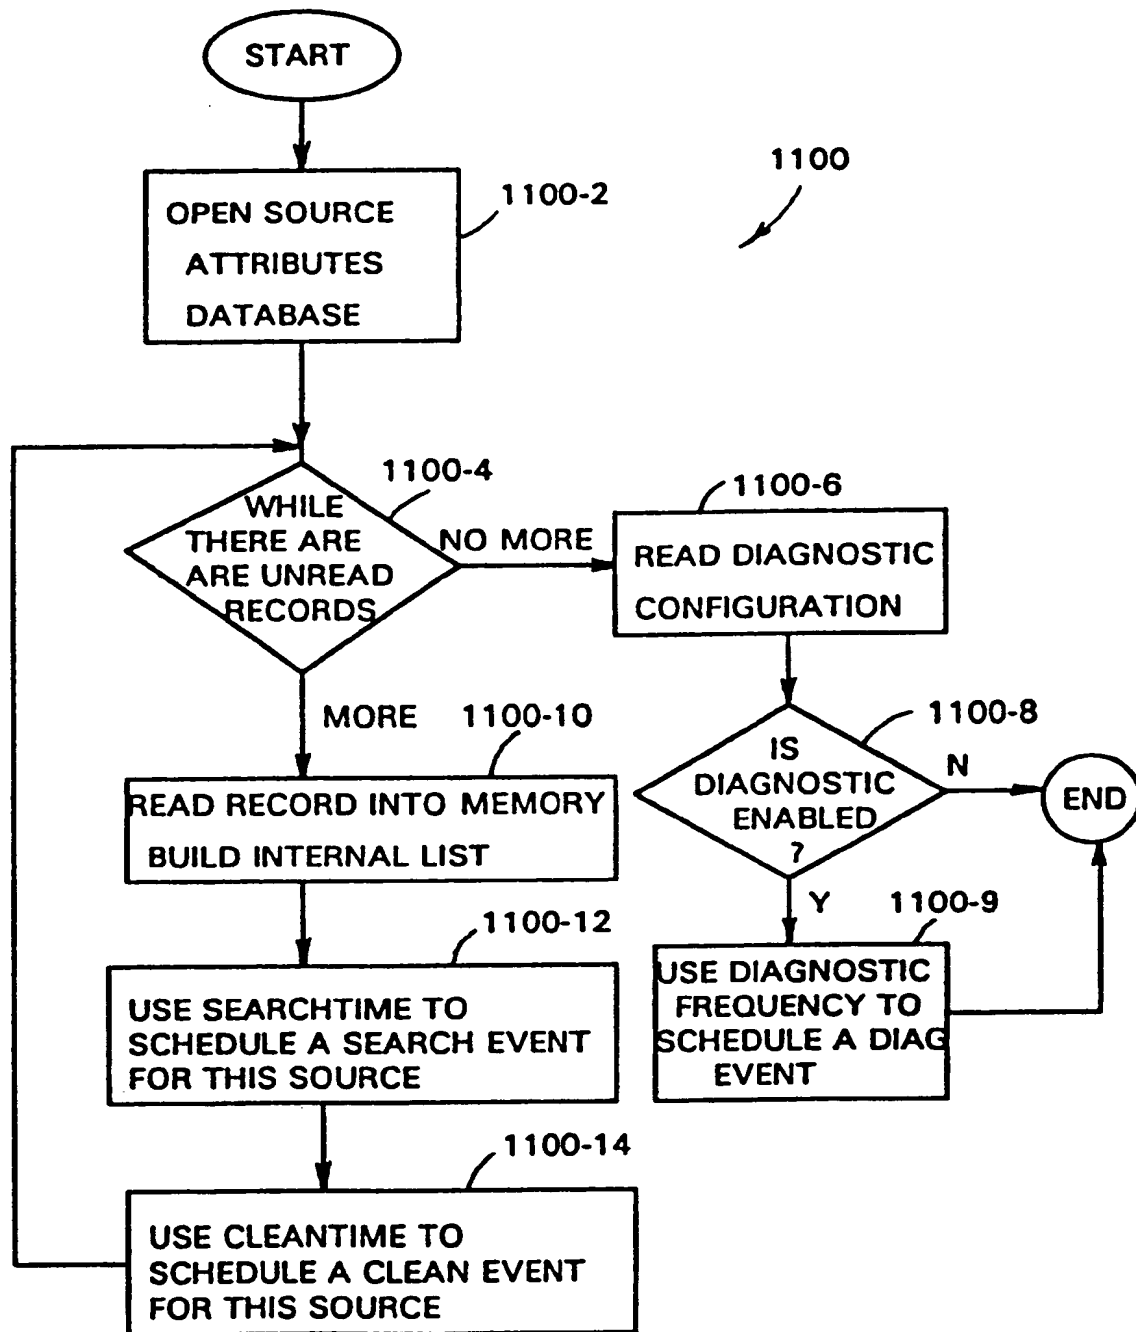 START
1100
1100-2
OPEN SOURCE
ATTRIBUTES
DATABASE
1100-4
WHILE
THERE ARE
ARE UNREAD
RECORDS
NO MORE
1100-6
READ DIAGNOSTIC
CONFIGURATION
MORE
1100-10
READ RECORD INTO MEMORY
BUILD INTERNAL LIST
1100-8
IS
DIAGNOSTIC
ENABLED
?
N
END
Y
1100-9
USE DIAGNOSTIC
FREQUENCY TO
SCHEDULE A DIAG
EVENT
1100-12
USE SEARCHTIME TO
SCHEDULE A SEARCH EVENT
FOR THIS SOURCE
1100-14
USE CLEANTIME TO
SCHEDULE A CLEAN EVENT
FOR THIS SOURCE